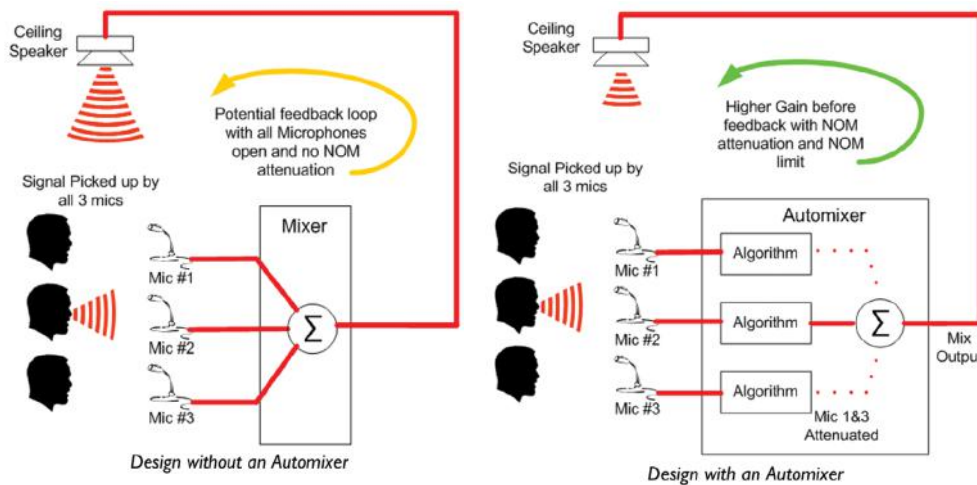 Ceiling
Speaker
Potential feedback loop
with all Microphones
open and no NOM
attenuation
Signal Picked up by
all 3 mics
Mixer
Mic #1
Mic #2
Mic #3
Σ
Design without an Automixer
Ceiling
Speaker
Higher Gain before
feedback with NOM
attenuation and NOM
limit
Signal Picked up by
all 3 mics
Automixer
Mic #1
Algorithm
Mic #2
Algorithm
Σ
Mix
Output
Mic #3
Algorithm
Mic 1&3
Attenuated
Design with an Automixer